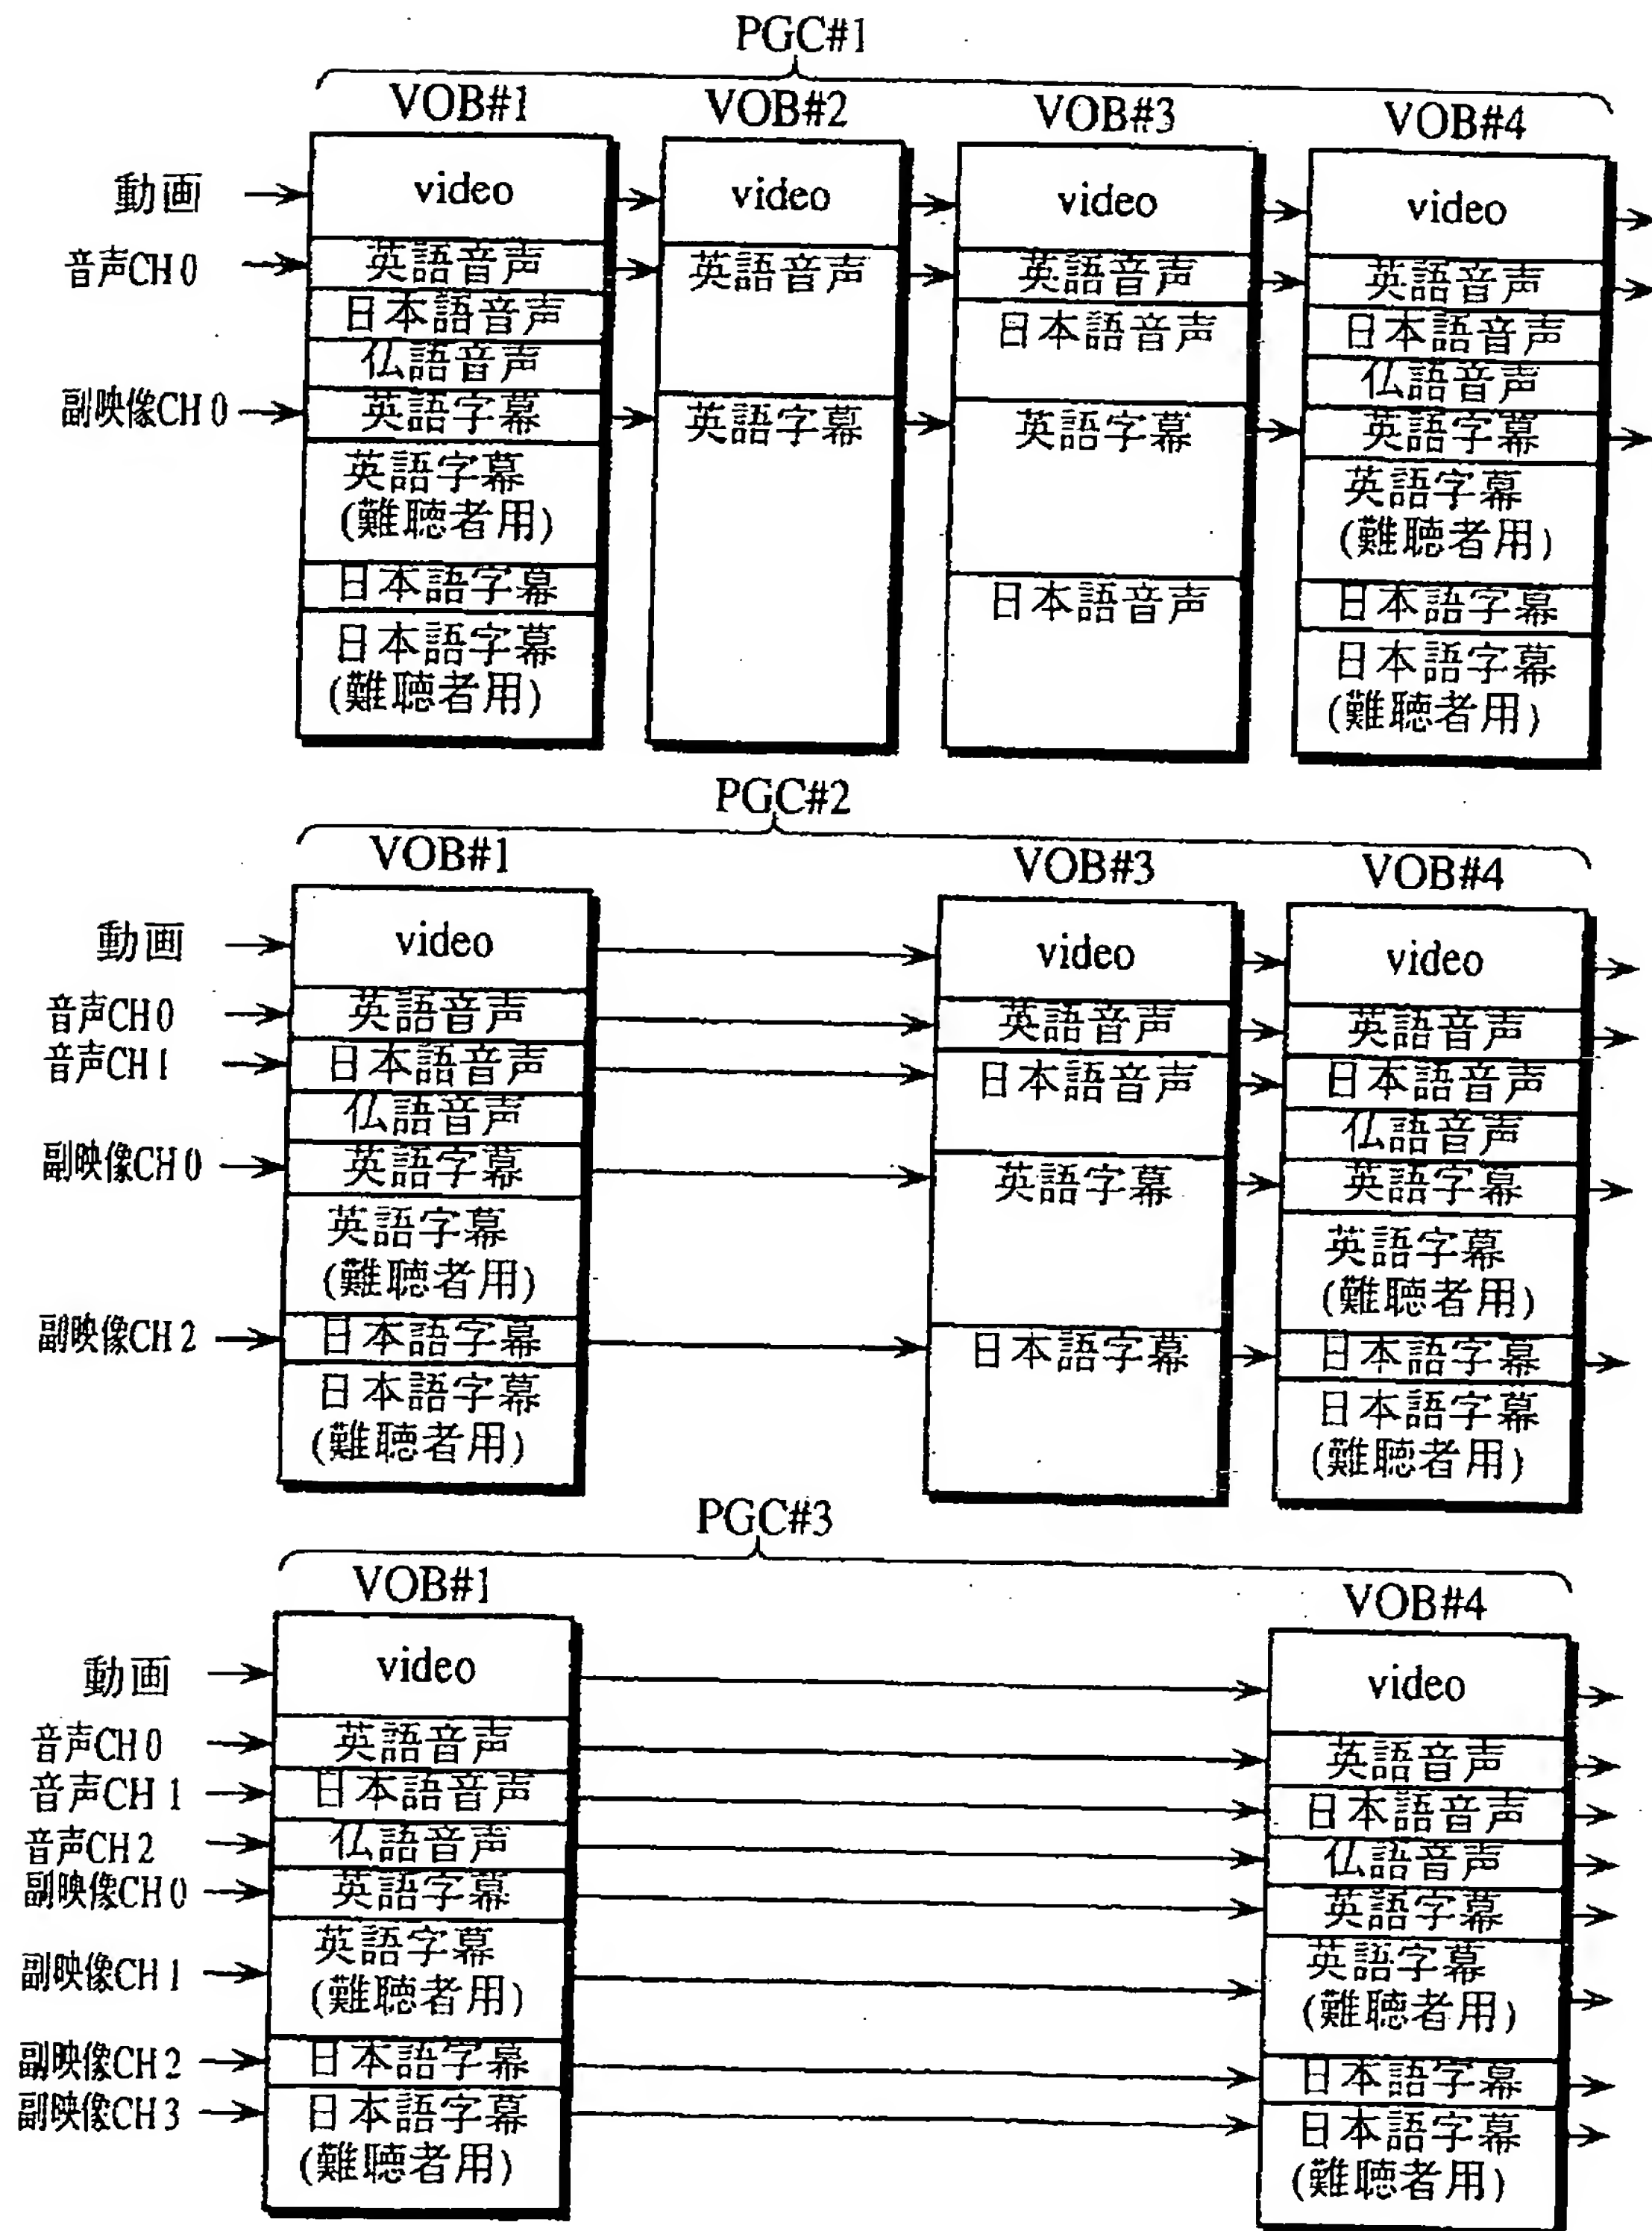 PGC#1
VOB#1 VOB#2 VOB#3 VOB#4
動画 video video video video
音声CH0 英語音声 英語音声 英語音声 英語音声
日本語音声 日本語音声 日本語音声
仏語音声 仏語音声
副映像CH0 英語字幕 英語字幕 英語字幕 英語字幕
英語字幕 英語字幕
(難聴者用) (難聴者用)
日本語字幕 日本語音声 日本語字幕
日本語字幕 日本語字幕
(難聴者用) (難聴者用)
PGC#2
VOB#1 VOB#3 VOB#4
動画 video video video
音声CH0 英語音声 英語音声 英語音声
音声CH1 日本語音声 日本語音声 日本語音声
仏語音声 仏語音声
副映像CH0 英語字幕 英語字幕 英語字幕
英語字幕 英語字幕
(難聴者用) (難聴者用)
副映像CH2 日本語字幕 日本語字幕 日本語字幕
日本語字幕 日本語字幕
(難聴者用) (難聴者用)
PGC#3
VOB#1 VOB#4
動画 video video
音声CH0 英語音声 英語音声
音声CH1 日本語音声 日本語音声
音声CH2 仏語音声 仏語音声
副映像CH0 英語字幕 英語字幕
副映像CH1 英語字幕 英語字幕
(難聴者用) (難聴者用)
副映像CH2 日本語字幕 日本語字幕
副映像CH3 日本語字幕 日本語字幕
(難聴者用) (難聴者用)